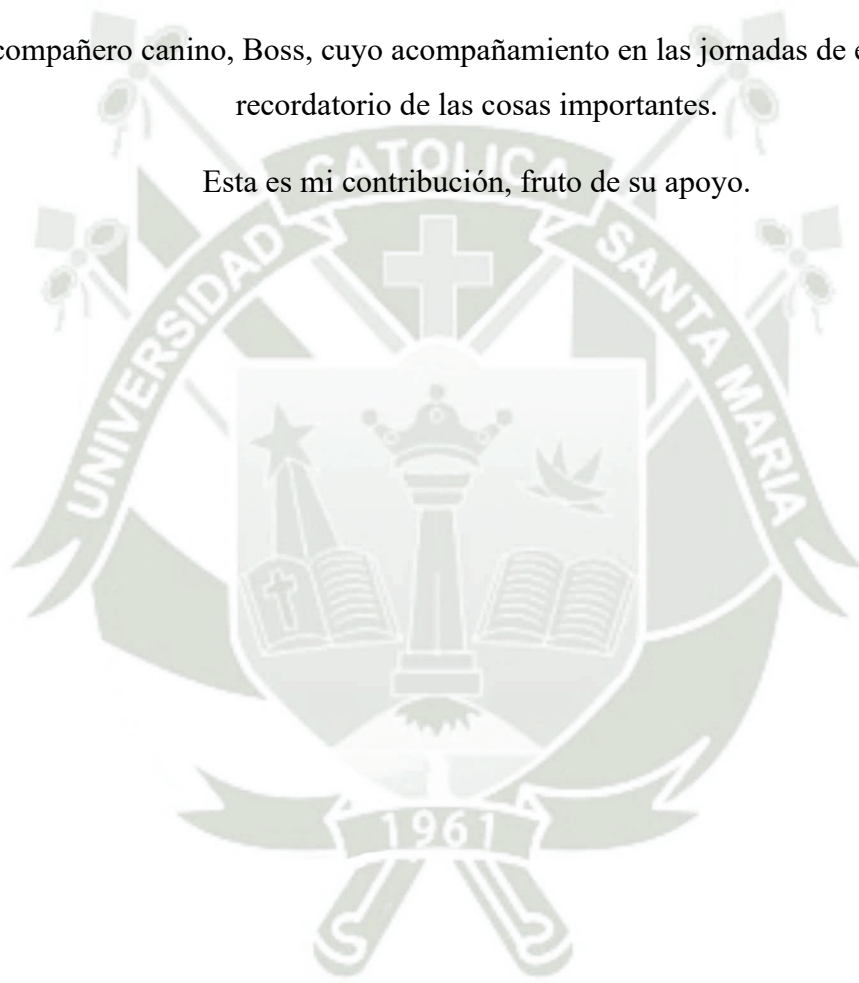 compañero canino, Boss, cuyo acompañamiento en las jornadas de e
recordatorio de las cosas importantes.
Esta es mi contribución, fruto de su apoyo.
UNIVERSIDAD CATOLICA SANTA MARIA
1961